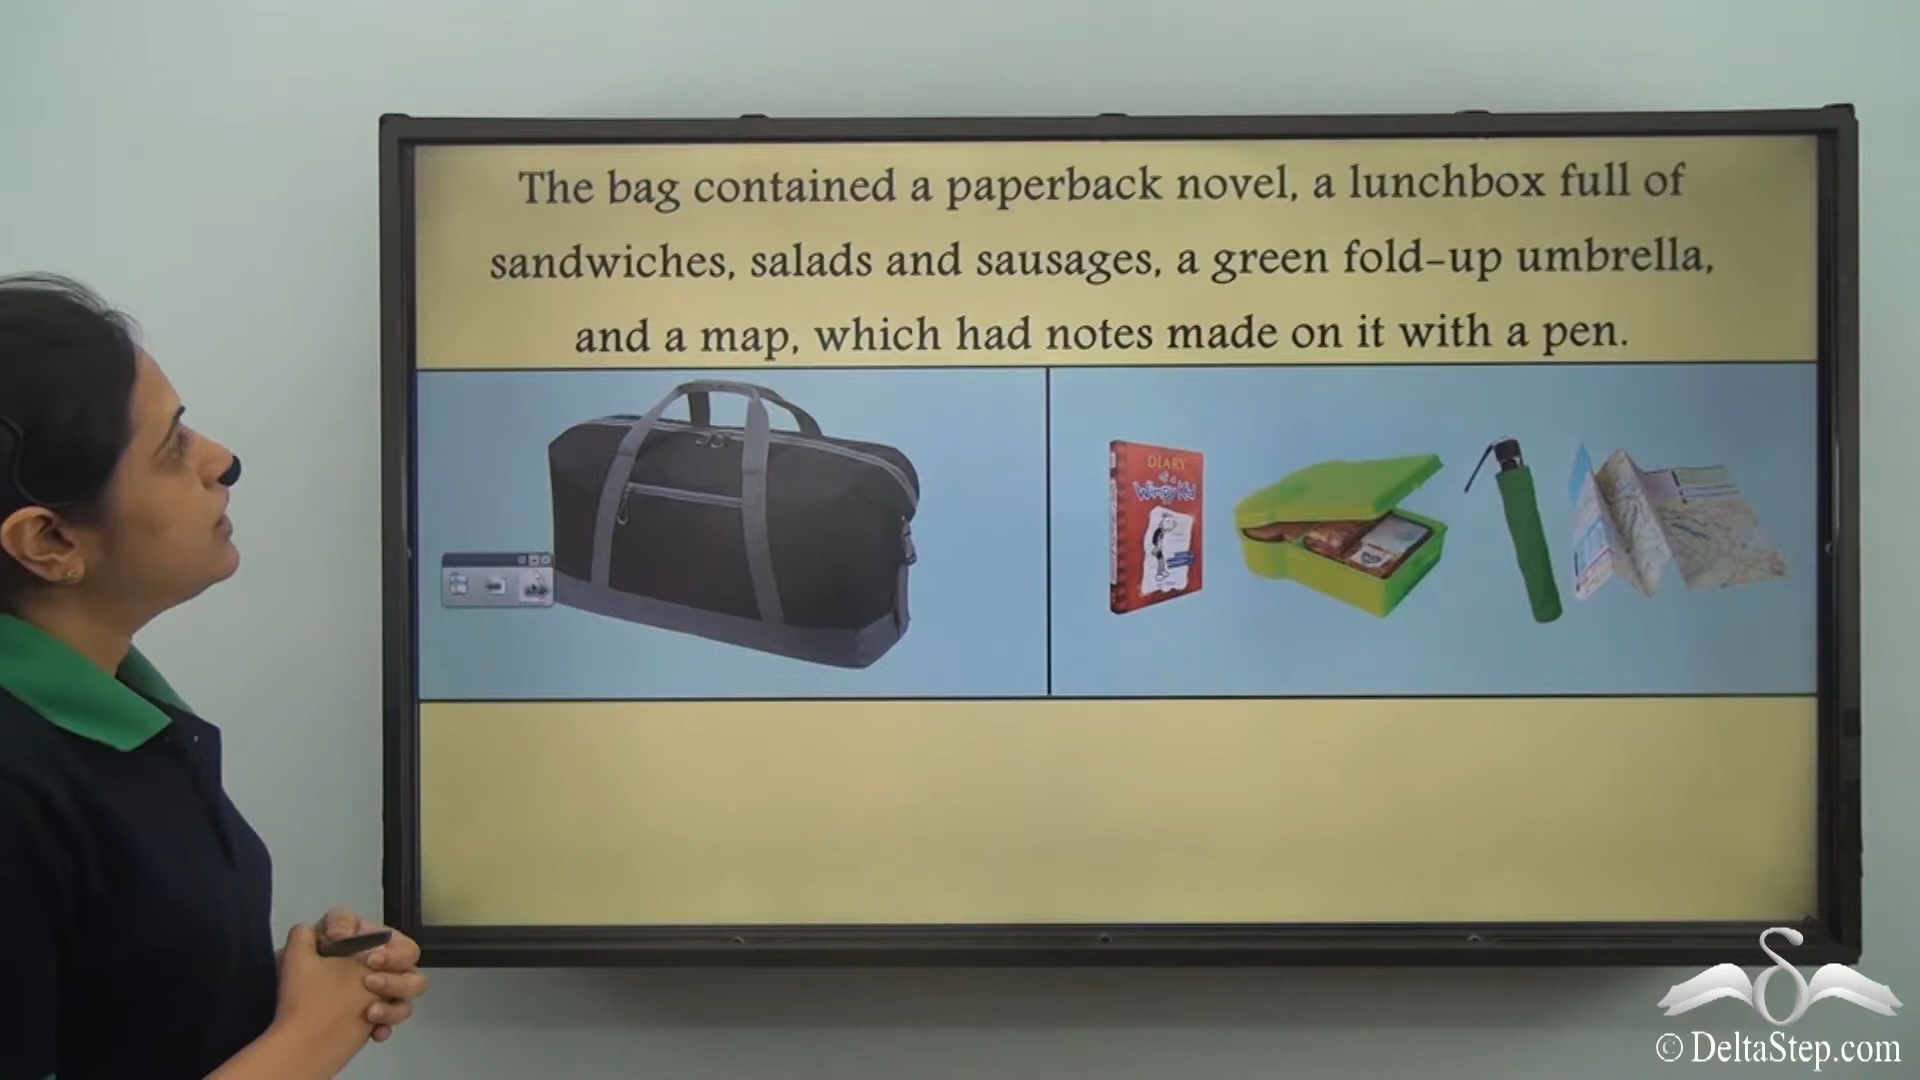 The bag contained a paperback novel, a lunchbox full of
sandwiches, salads and sausages, a green fold-up umbrella,
and a map, which had notes made on it with a pen.
DIARY
of a
Wimpy Kid
© DeltaStep.com